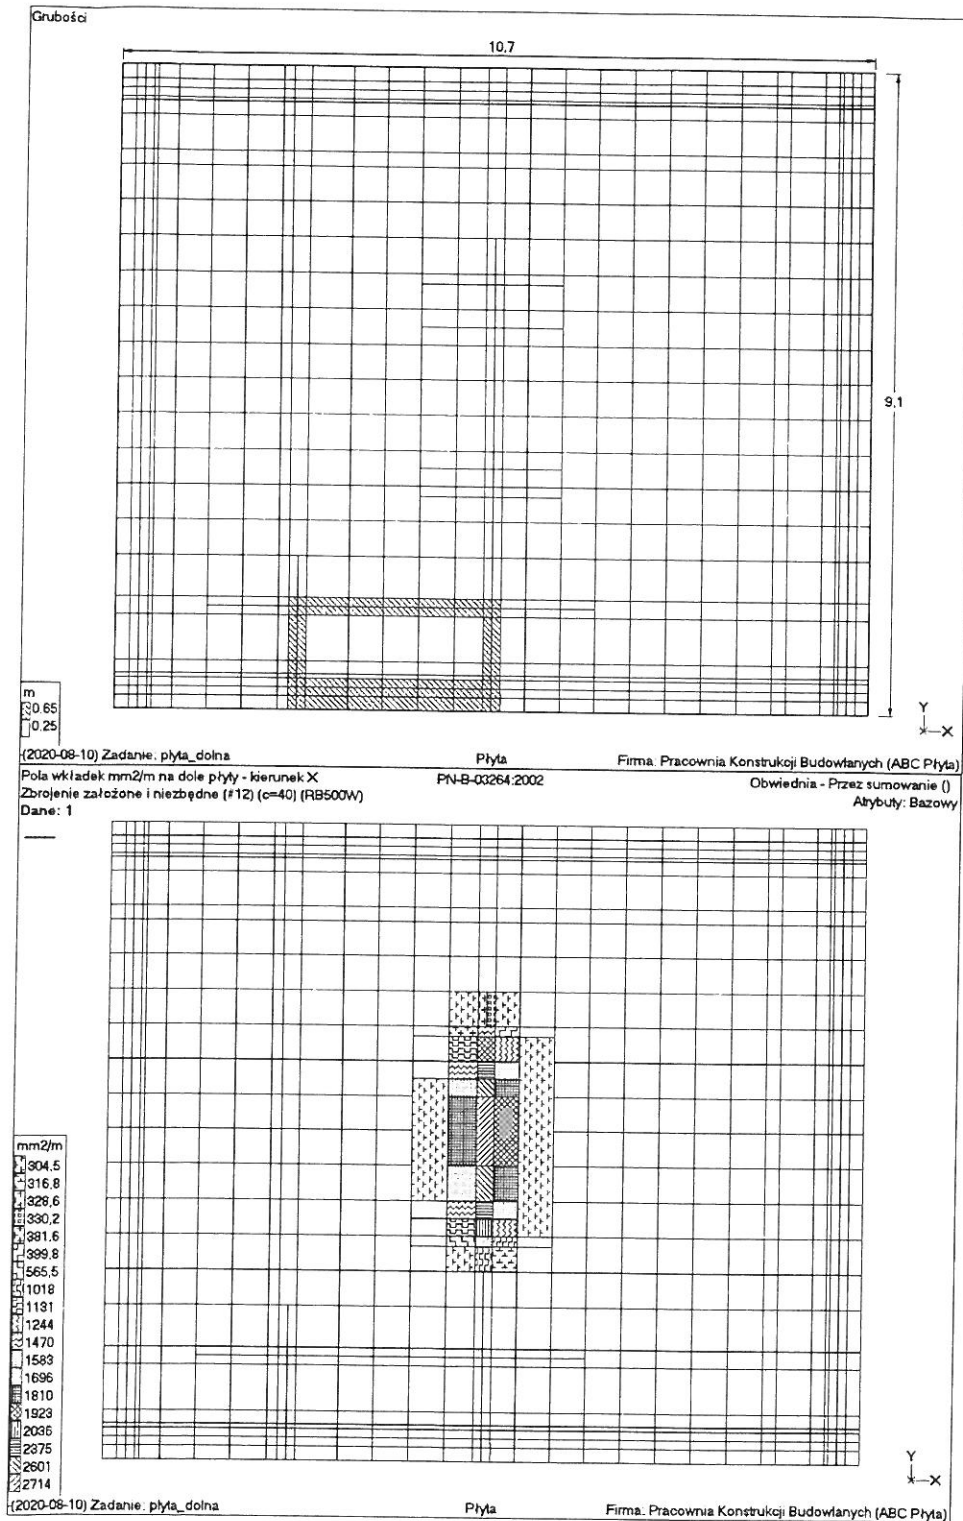 Grubości
10,7
9,1
m
0.65
0.25
(2020-08-10) Zadanie: płyta_dolna Płyta Firma: Pracownia Konstrukcji Budowlanych (ABC Płyta)
Pola wkładek mm2/m na dole płyty - kierunek X PN-B-03264:2002 Obwiednia - Przez sumowanie ()
Zbrojenie założone i niezbędne (#12) (c=40) (RB500W) Atrybuty: Bazowy
Dane: 1
mm2/m
304,5
316,8
328,6
330,2
381,6
399,8
565,5
1018
1131
1244
1470
1583
1696
1810
1923
2036
2375
2601
2714
Y
X
Y
X
(2020-08-10) Zadanie: płyta_dolna Płyta Firma: Pracownia Konstrukcji Budowlanych (ABC Płyta)